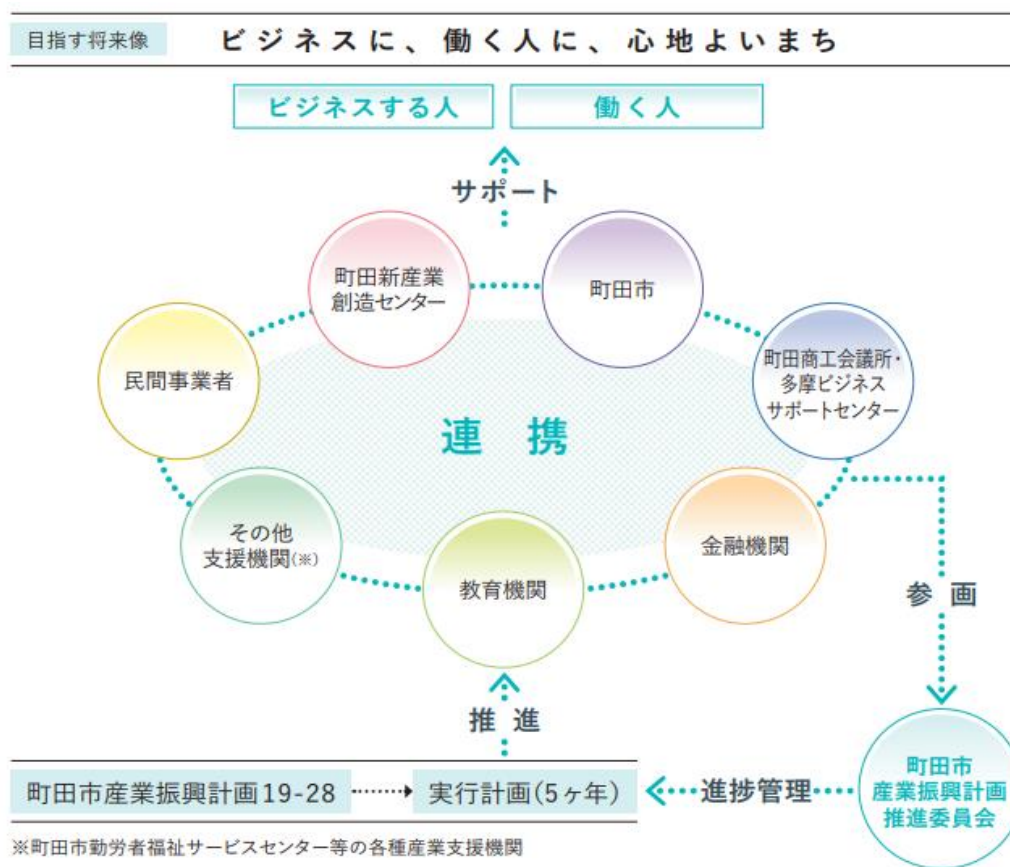 目指す将来像
ビジネスに、働く人に、心地よいまち
ビジネスする人
働く人
サポート
町田新産業
創造センター
町田市
民間事業者
町田商工会議所・
多摩ビジネス
サポートセンター
連携
その他
支援機関(※)
教育機関
金融機関
参画
推進
町田市産業振興計画19-28
実行計画(5ヶ年)
進捗管理
町田市
産業振興計画
推進委員会
※町田市勤労者福祉サービスセンター等の各種産業支援機関